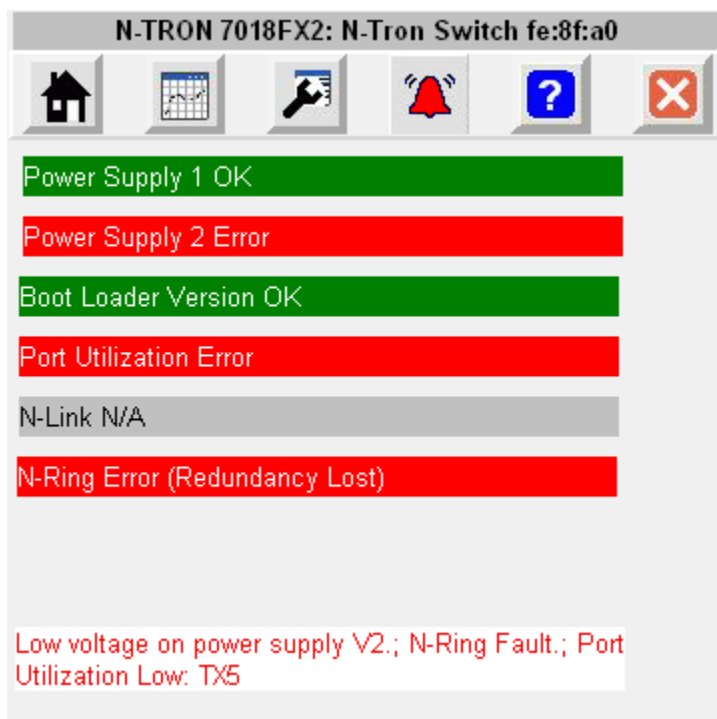 N-TRON 7018FX2: N-Tron Switch fe:8f:a0
?
Power Supply 1 OK
Power Supply 2 Error
Boot Loader Version OK
Port Utilization Error
N-Link N/A
N-Ring Error (Redundancy Lost)
Low voltage on power supply V2.; N-Ring Fault.; Port
Utilization Low: TX5